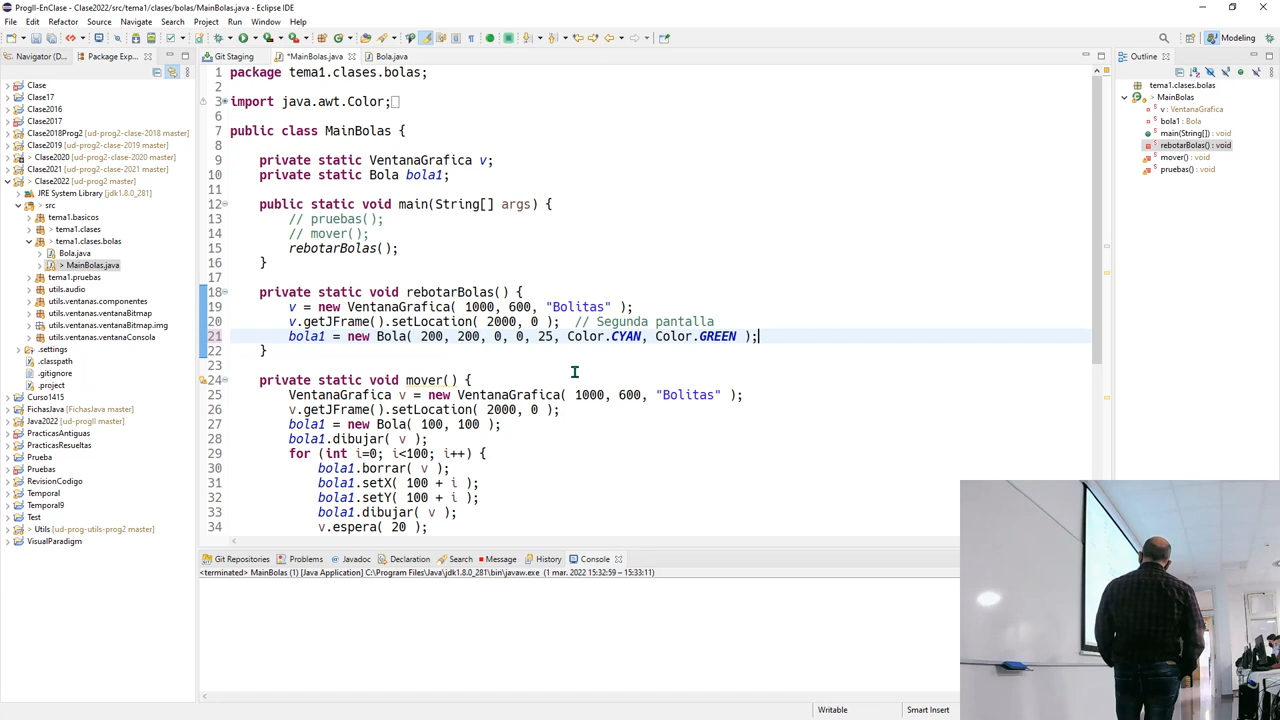 ProgII-EnClase - Clase2022/src/tema1/clases/bolas/MainBolas.java - Eclipse IDE
File Edit Refactor Source Navigate Search Project Run Window Help
Modeling
Navigator (D...
Package Exp...
Git Staging
*MainBolas.java
Bola.java
Outline
Clase
Clase17
Clase2016
Clase2017
Clase2018Prog2 [ud-prog2-clase-2018 master]
Clase2019 [ud-prog2-clase-2019 master]
> Clase2020 [ud-prog2-clase-2020 master]
Clase2021 [ud-prog2-clase-2021 master]
> Clase2022 [ud-prog2 master]
JRE System Library [jdk1.8.0_281]
> src
tema1.basicos
> tema1.clases
> tema1.clases.bolas
Bola.java
> MainBolas.java
tema1.pruebas
utils.audio
utils.ventanas.componentes
utils.ventanas.ventanaBitmap
utils.ventanas.ventanaBitmap.img
utils.ventanas.ventanaConsola
.settings
.classpath
.gitignore
.project
Curso1415
FichasJava [FichasJava master]
Java2022 [ud-progII master]
PracticasAntiguas
PracticasResueltas
Prueba
Pruebas
RevisionCodigo
Temporal
Temporal9
Test
> Utils [ud-prog-utils-prog2 master]
VisualParadigm
1 package tema1.clases.bolas;
2
3 import java.awt.Color;
6
7 public class MainBolas {
8
9 private static VentanaGrafica v;
10 private static Bola bola1;
11
12 public static void main(String[] args) {
13 // pruebas();
14 // mover();
15 rebotarBolas();
16 }
17
18 private static void rebotarBolas() {
19 v = new VentanaGrafica( 1000, 600, "Bolitas" );
20 v.getJFrame().setLocation( 2000, 0 ); // Segunda pantalla
21 bola1 = new Bola( 200, 200, 0, 0, 25, Color.CYAN, Color.GREEN );
22 }
23
24 private static void mover() {
25 VentanaGrafica v = new VentanaGrafica( 1000, 600, "Bolitas" );
26 v.getJFrame().setLocation( 2000, 0 );
27 bola1 = new Bola( 100, 100 );
28 bola1.dibujar( v );
29 for (int i=0; i<100; i++) {
30 bola1.borrar( v );
31 bola1.setX( 100 + i );
32 bola1.setY( 100 + i );
33 bola1.dibujar( v );
34 v.espera( 20 );
tema1.clases.bolas
MainBolas
v : VentanaGrafica
bola1 : Bola
main(String[]) : void
rebotarBolas() : void
mover() : void
pruebas() : void
Git Repositories Problems Javadoc Declaration Search Message History Console
<terminated> MainBolas (1) [Java Application] C:\Program Files\Java\jdk1.8.0_281\bin\javaw.exe (1 mar. 2022 15:32:59 – 15:33:11)
Writable Smart Insert